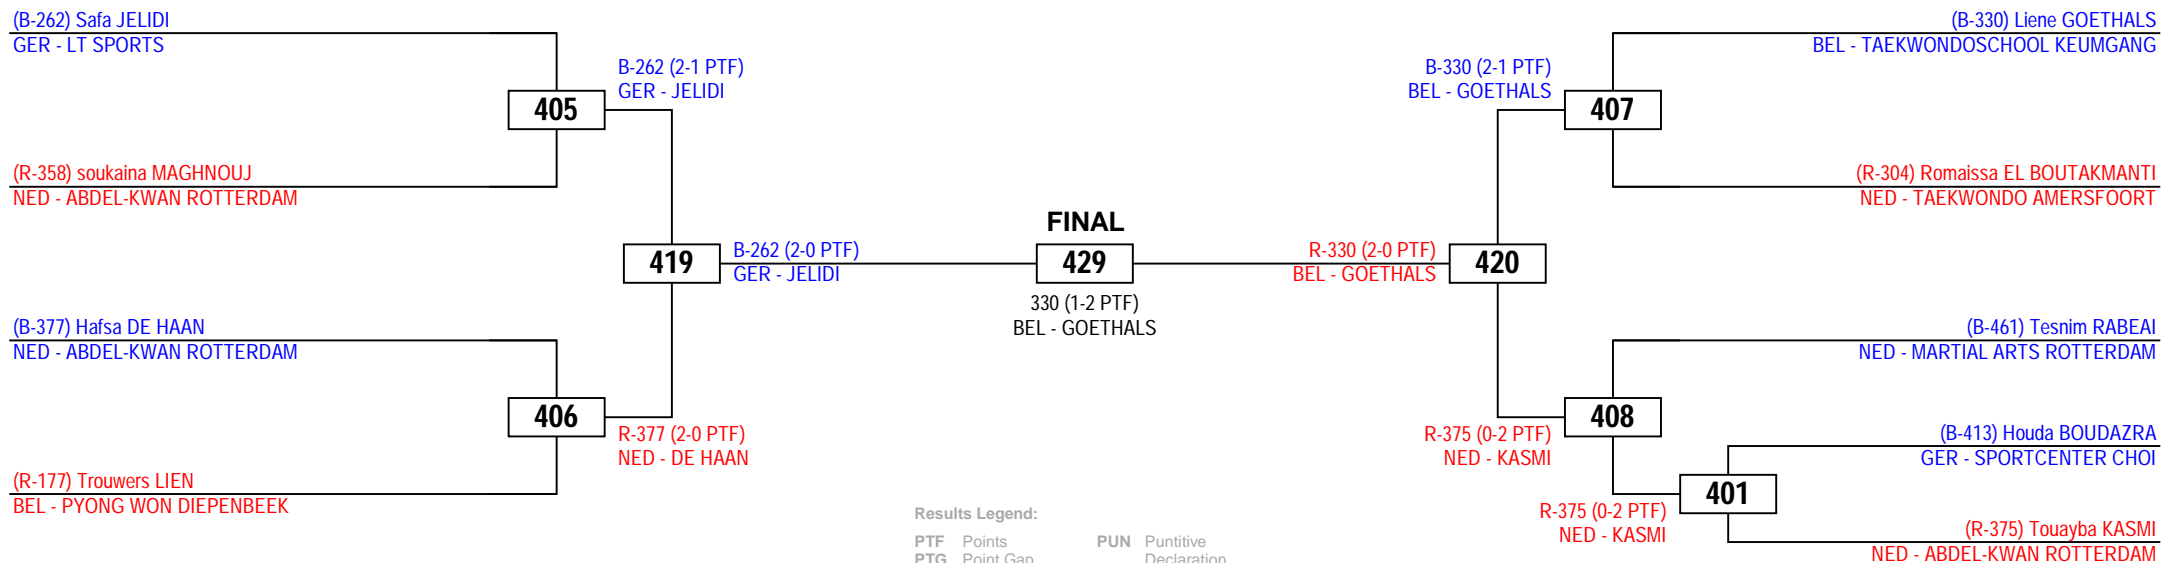 (B-262) Safa JELIDI
GER - LT SPORTS
B-262 (2-1 PTF)
GER - JELIDI
405
(R-358) soukaina MAGHNOUJ
NED - ABDEL-KWAN ROTTERDAM
419
B-262 (2-0 PTF)
GER - JELIDI
(B-377) Hafsa DE HAAN
NED - ABDEL-KWAN ROTTERDAM
406
R-377 (2-0 PTF)
NED - DE HAAN
(R-177) Trouwers LIEN
BEL - PYONG WON DIEPENBEEK
FINAL
429
330 (1-2 PTF)
BEL - GOETHALS
(B-330) Liene GOETHALS
BEL - TAEKWONDOSCHOOL KEUMGANG
B-330 (2-1 PTF)
BEL - GOETHALS
407
(R-304) Romaissa EL BOUTAKMANTI
NED - TAEKWONDO AMERSFOORT
R-330 (2-0 PTF)
BEL - GOETHALS
420
(B-461) Tesnim RABEAI
NED - MARTIAL ARTS ROTTERDAM
408
R-375 (0-2 PTF)
NED - KASMI
(B-413) Houda BOUDAZRA
GER - SPORTCENTER CHOI
401
R-375 (0-2 PTF)
NED - KASMI
(R-375) Touayba KASMI
NED - ABDEL-KWAN ROTTERDAM
Results Legend:
PTF Points PUN Puntitive
PTG Point Gap Declaration